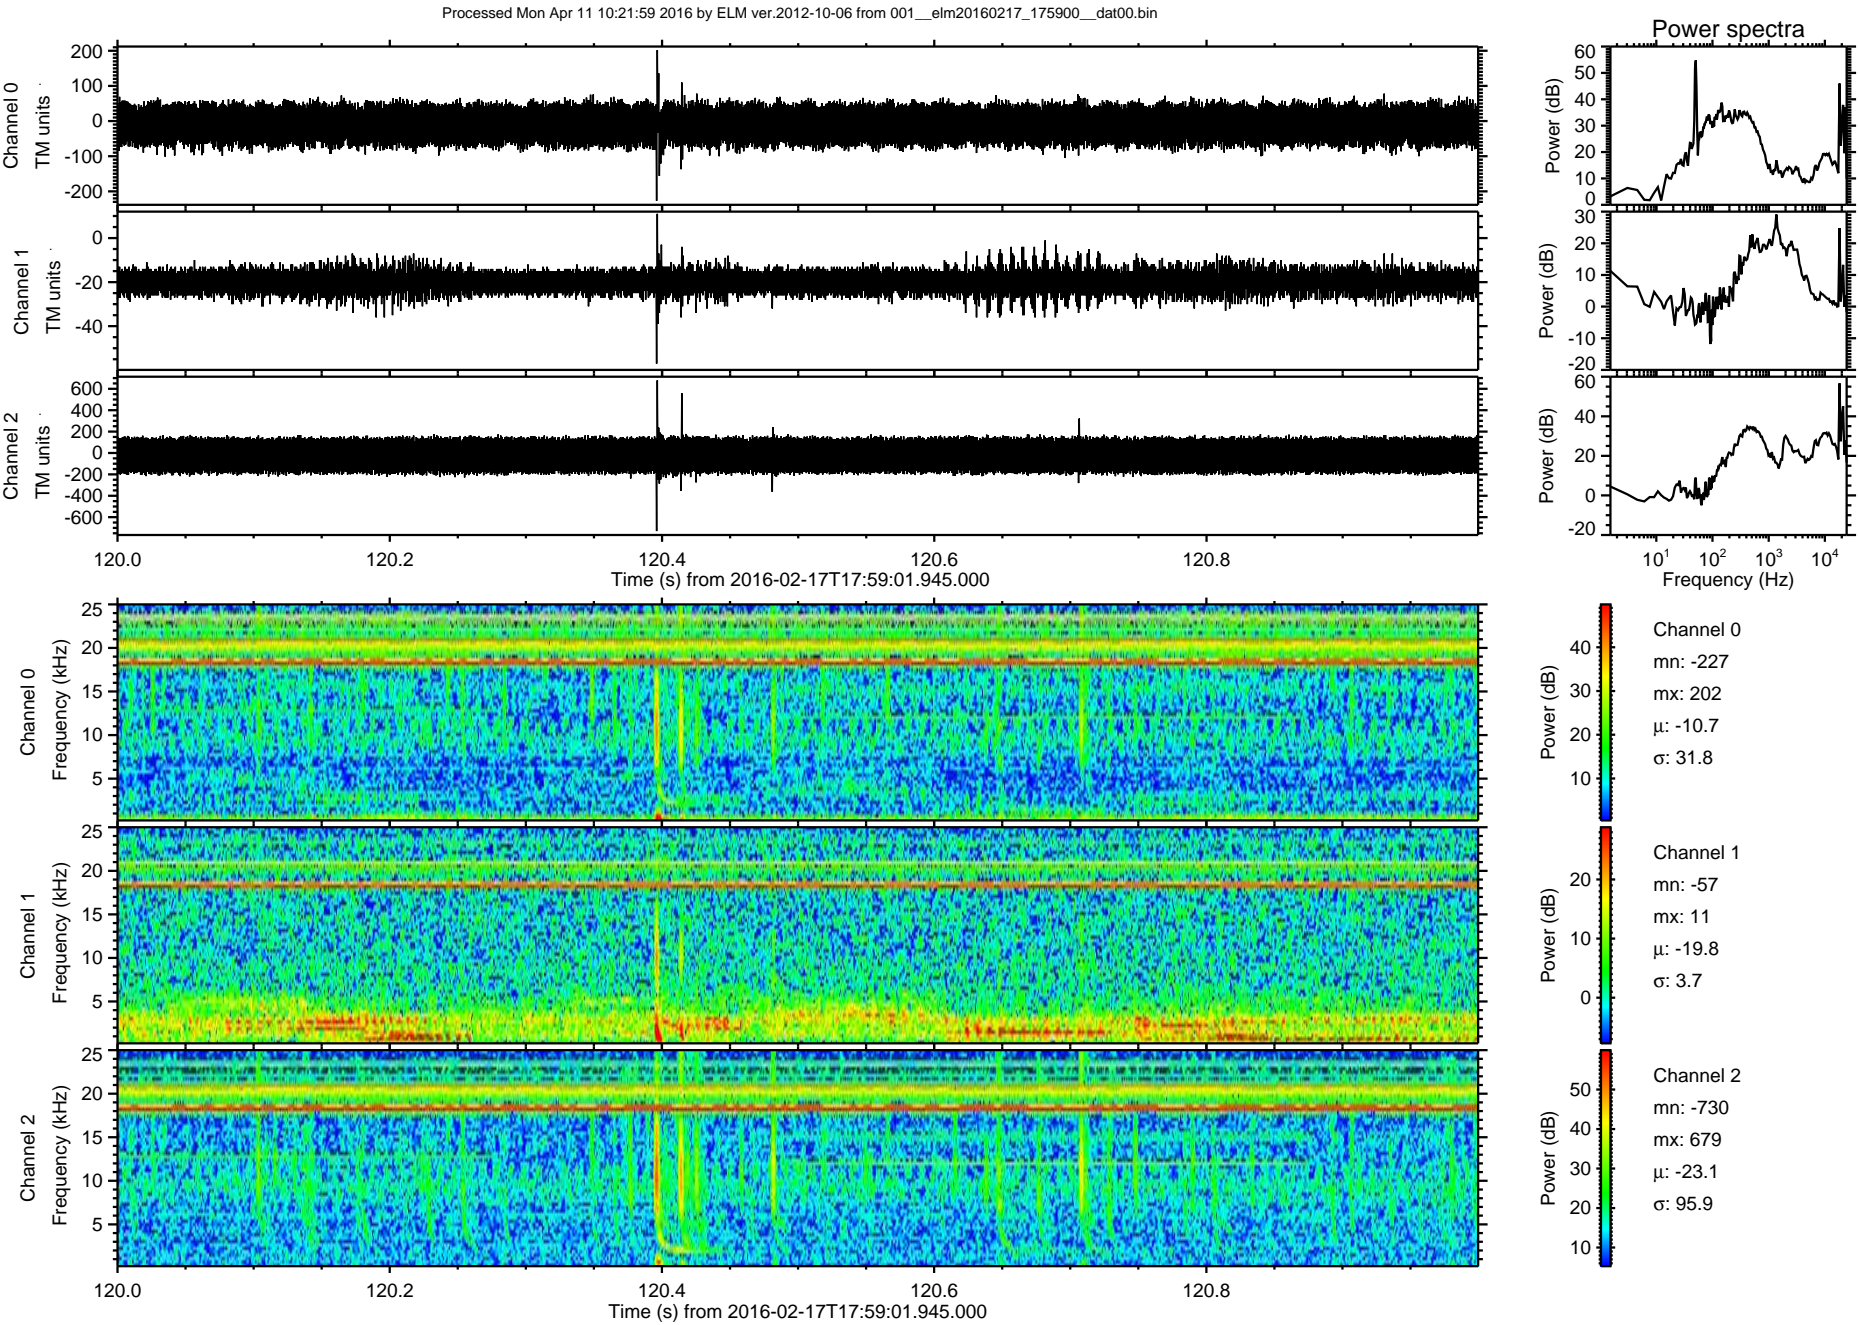 Processed Mon Apr 11 10:21:59 2016 by ELM ver.2012-10-06 from 001__elm20160217_175900__dat00.bin
Power spectra
Channel 0
TM units
200
100
0
-100
-200
Power (dB)
60
50
40
30
20
10
0
Channel 1
TM units
0
-20
-40
Power (dB)
30
20
10
0
-10
-20
Channel 2
TM units
600
400
200
0
-200
-400
-600
Power (dB)
60
40
20
0
-20
120.0 120.2 120.4 120.6 120.8
Time (s) from 2016-02-17T17:59:01.945.000
10¹ 10² 10³ 10⁴
Frequency (Hz)
Channel 0
Frequency (kHz)
25
20
15
10
5
Power (dB)
40
30
20
10
Channel 0
mn: -227
mx: 202
μ: -10.7
σ: 31.8
Channel 1
Frequency (kHz)
25
20
15
10
5
Power (dB)
20
10
0
Channel 1
mn: -57
mx: 11
μ: -19.8
σ: 3.7
Channel 2
Frequency (kHz)
25
20
15
10
5
Power (dB)
50
40
30
20
10
Channel 2
mn: -730
mx: 679
μ: -23.1
σ: 95.9
120.0 120.2 120.4 120.6 120.8
Time (s) from 2016-02-17T17:59:01.945.000